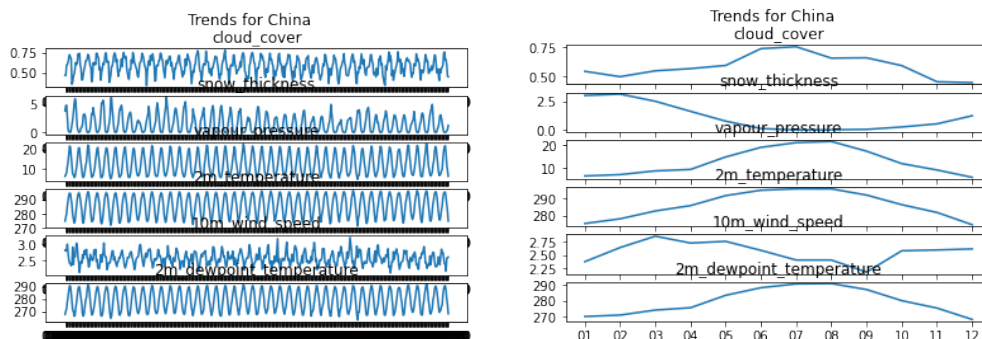 Trends for China
cloud_cover
0.75
0.50
snow_thickness
5
0
vapour_pressure
20
10
2m_temperature
290
280
270
10m_wind_speed
3.0
2.5
2m_dewpoint_temperature
290
280
270
Trends for China
cloud_cover
0.75
0.50
snow_thickness
2.5
0.0
vapour_pressure
20
10
2m_temperature
290
280
10m_wind_speed
2.75
2.50
2.25
2m_dewpoint_temperature
290
280
270
01 02 03 04 05 06 07 08 09 10 11 12